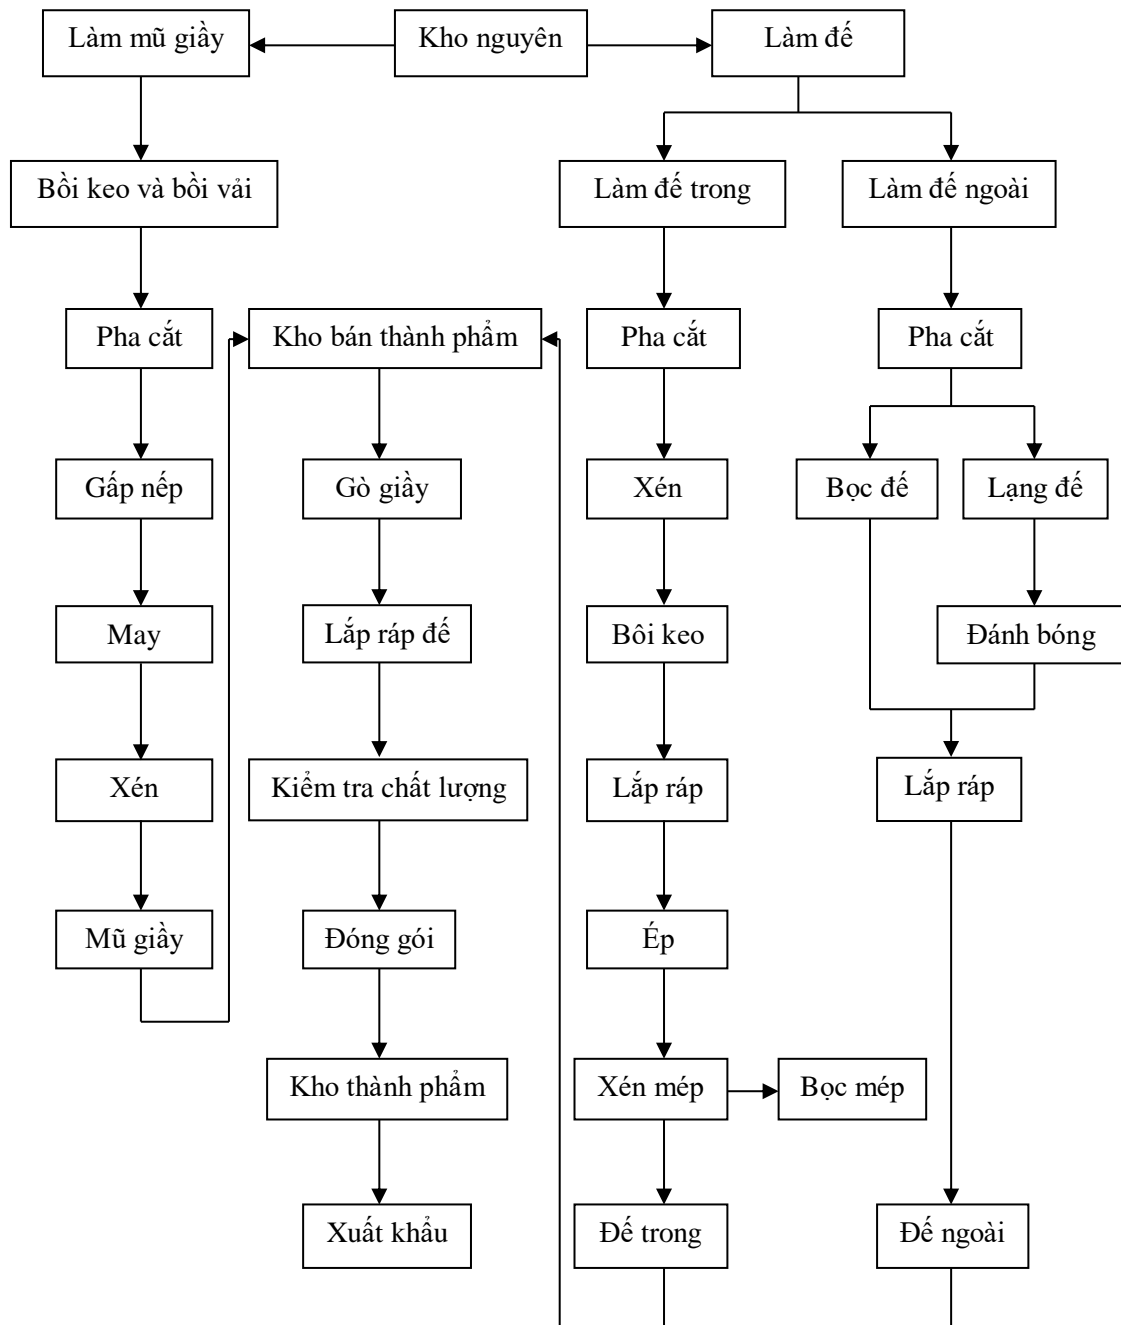 Làm mũ giầy
Kho nguyên
Làm đế
Bồi keo và bồi vải
Làm đế trong
Làm đế ngoài
Pha cắt
Kho bán thành phẩm
Pha cắt
Pha cắt
Gấp nếp
Gò giầy
Xén
Bọc đế
Lạng đế
May
Lắp ráp đế
Bôi keo
Đánh bóng
Xén
Kiểm tra chất lượng
Lắp ráp
Lắp ráp
Mũ giầy
Đóng gói
Ép
Kho thành phẩm
Xén mép
Bọc mép
Xuất khẩu
Đế trong
Đế ngoài